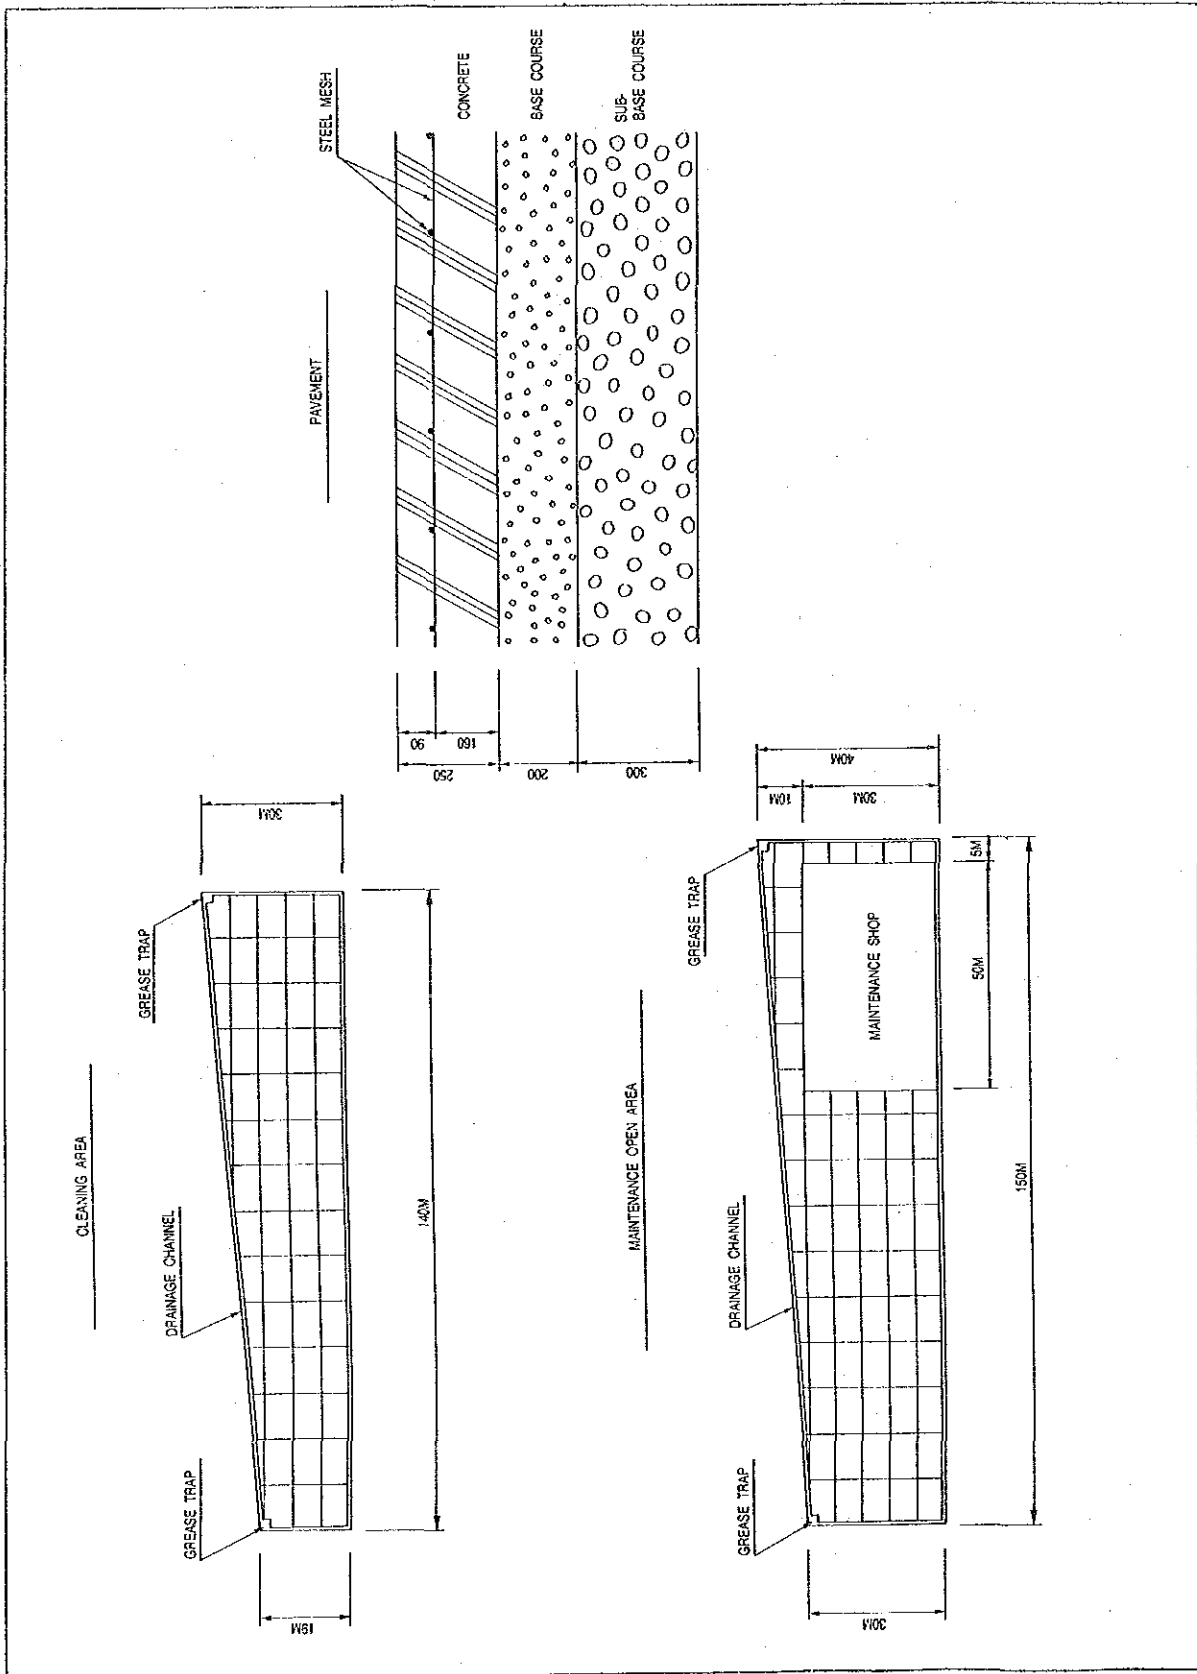 CLEANING AREA
GREASE TRAP
DRAINAGE CHANNEL
GREASE TRAP
19M
30M
140M
MAINTENANCE OPEN AREA
GREASE TRAP
DRAINAGE CHANNEL
GREASE TRAP
MAINTENANCE SHOP
30M
10M
30M
40M
5M
50M
150M
PAVEMENT
STEEL MESH
CONCRETE
BASE COURSE
SUB-
BASE COURSE
90
160
250
200
300